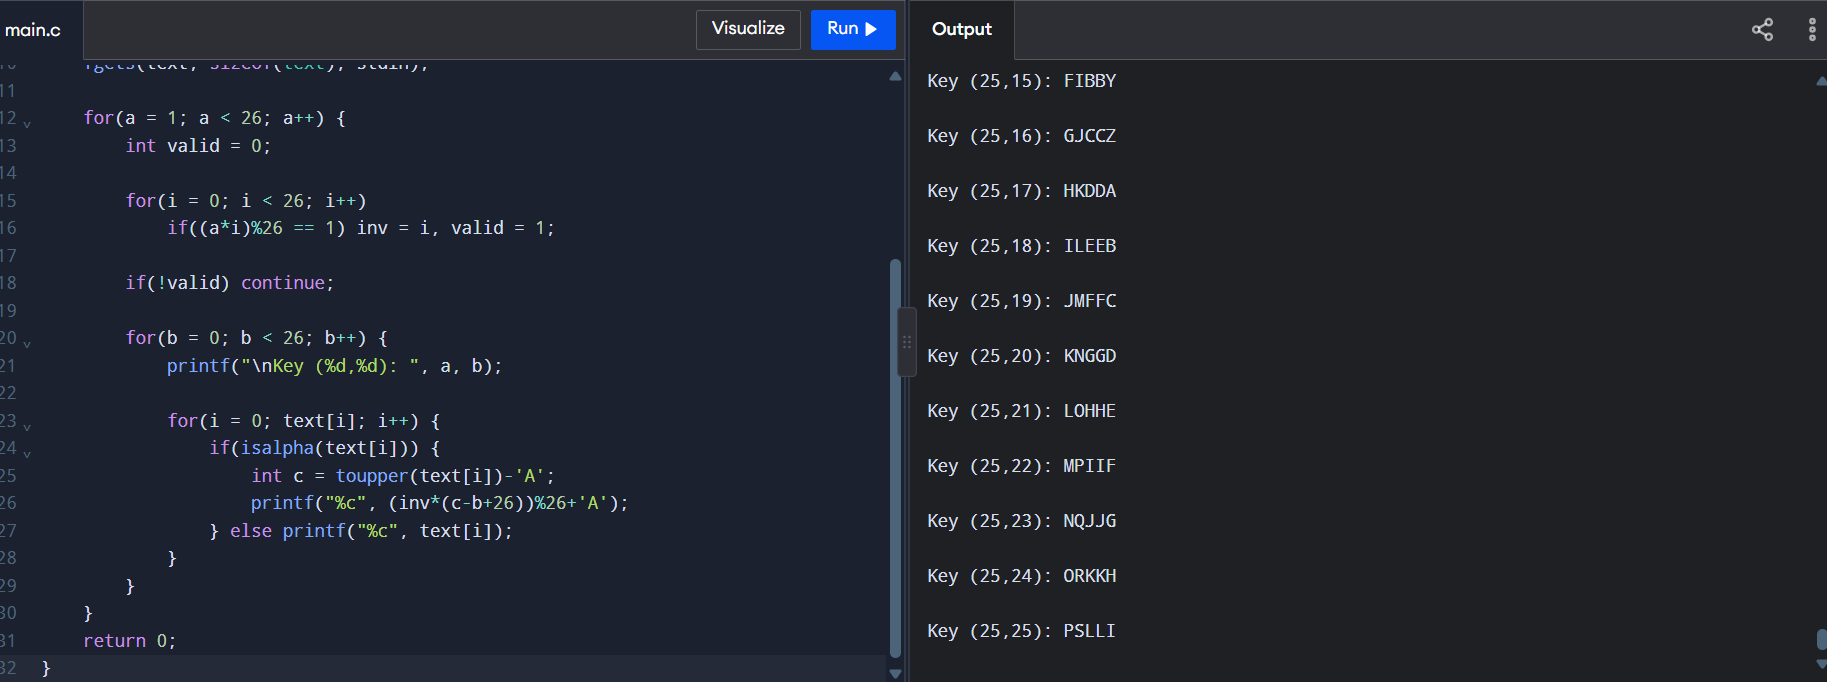 main.c
Visualize
Run
Output
fgets(text, sizeof(text), stdin);
11
12 for(a = 1; a < 26; a++) {
13 int valid = 0;
14
15 for(i = 0; i < 26; i++)
16 if((a*i)%26 == 1) inv = i, valid = 1;
17
18 if(!valid) continue;
19
20 for(b = 0; b < 26; b++) {
21 printf("\nKey (%d,%d): ", a, b);
22
23 for(i = 0; text[i]; i++) {
24 if(isalpha(text[i])) {
25 int c = toupper(text[i])-'A';
26 printf("%c", (inv*(c-b+26))%26+'A');
27 } else printf("%c", text[i]);
28 }
29 }
30 }
31 return 0;
32 }
Key (25,15): FIBBY
Key (25,16): GJCCZ
Key (25,17): HKDDA
Key (25,18): ILEEB
Key (25,19): JMFFC
Key (25,20): KNGGD
Key (25,21): LOHHE
Key (25,22): MPIIF
Key (25,23): NQJJG
Key (25,24): ORKKH
Key (25,25): PSLLI